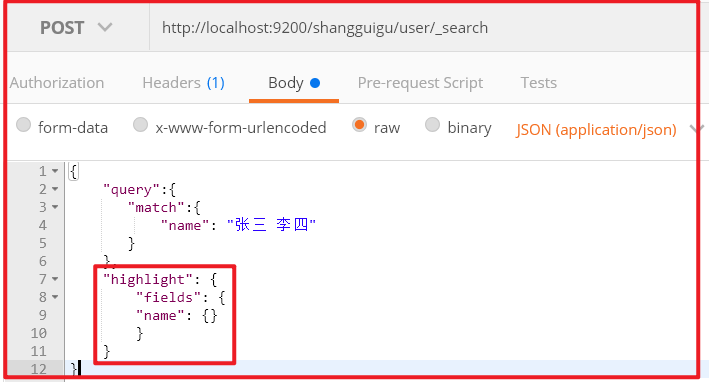 POST http://localhost:9200/shangguigu/user/_search
Authorization Headers (1) Body Pre-request Script Tests
form-data x-www-form-urlencoded raw binary JSON (application/json)
1 {
2 "query":{
3 "match":{
4 "name": "张三 李四"
5 }
6 },
7 "highlight": {
8 "fields": {
9 "name": {}
10 }
11 }
12 }